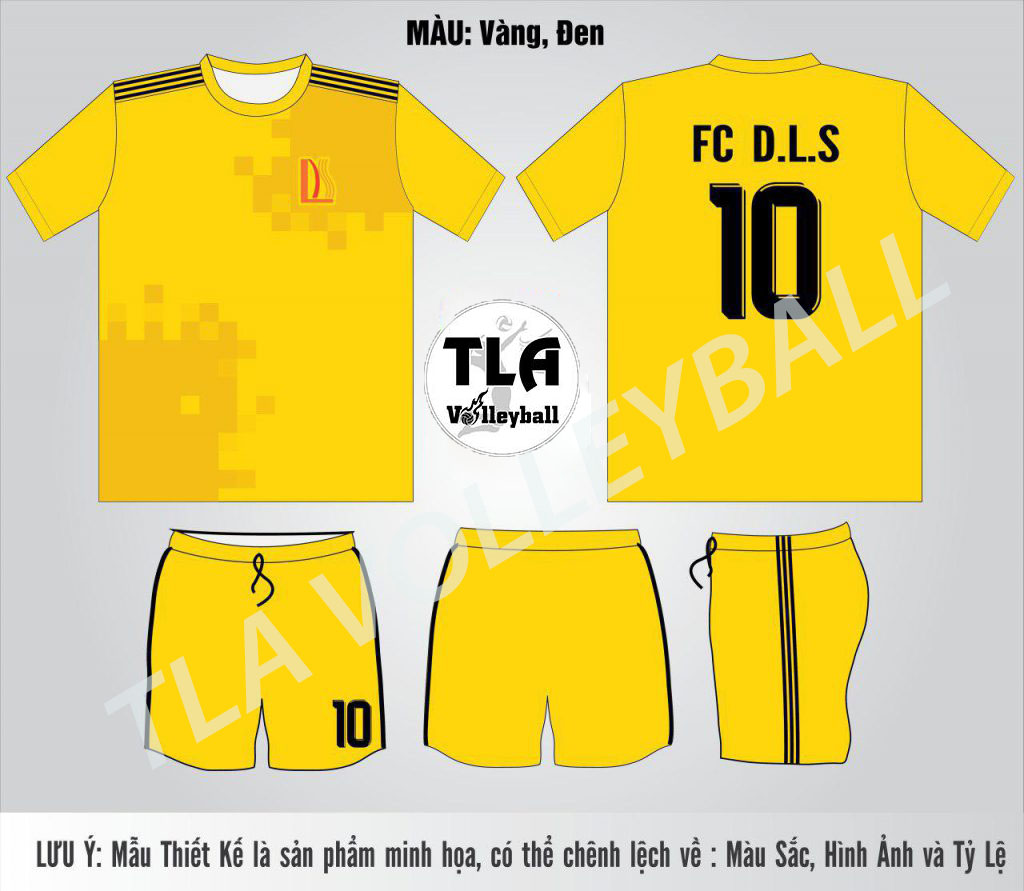 MÀU: Vàng, Đen
FC D.L.S
10
TLA
Volleyball
TLA VOLLEYBALL
10
LƯU Ý: Mẫu Thiết Kế là sản phẩm minh họa, có thể chênh lệch về : Màu Sắc, Hình Ảnh và Tỷ Lệ